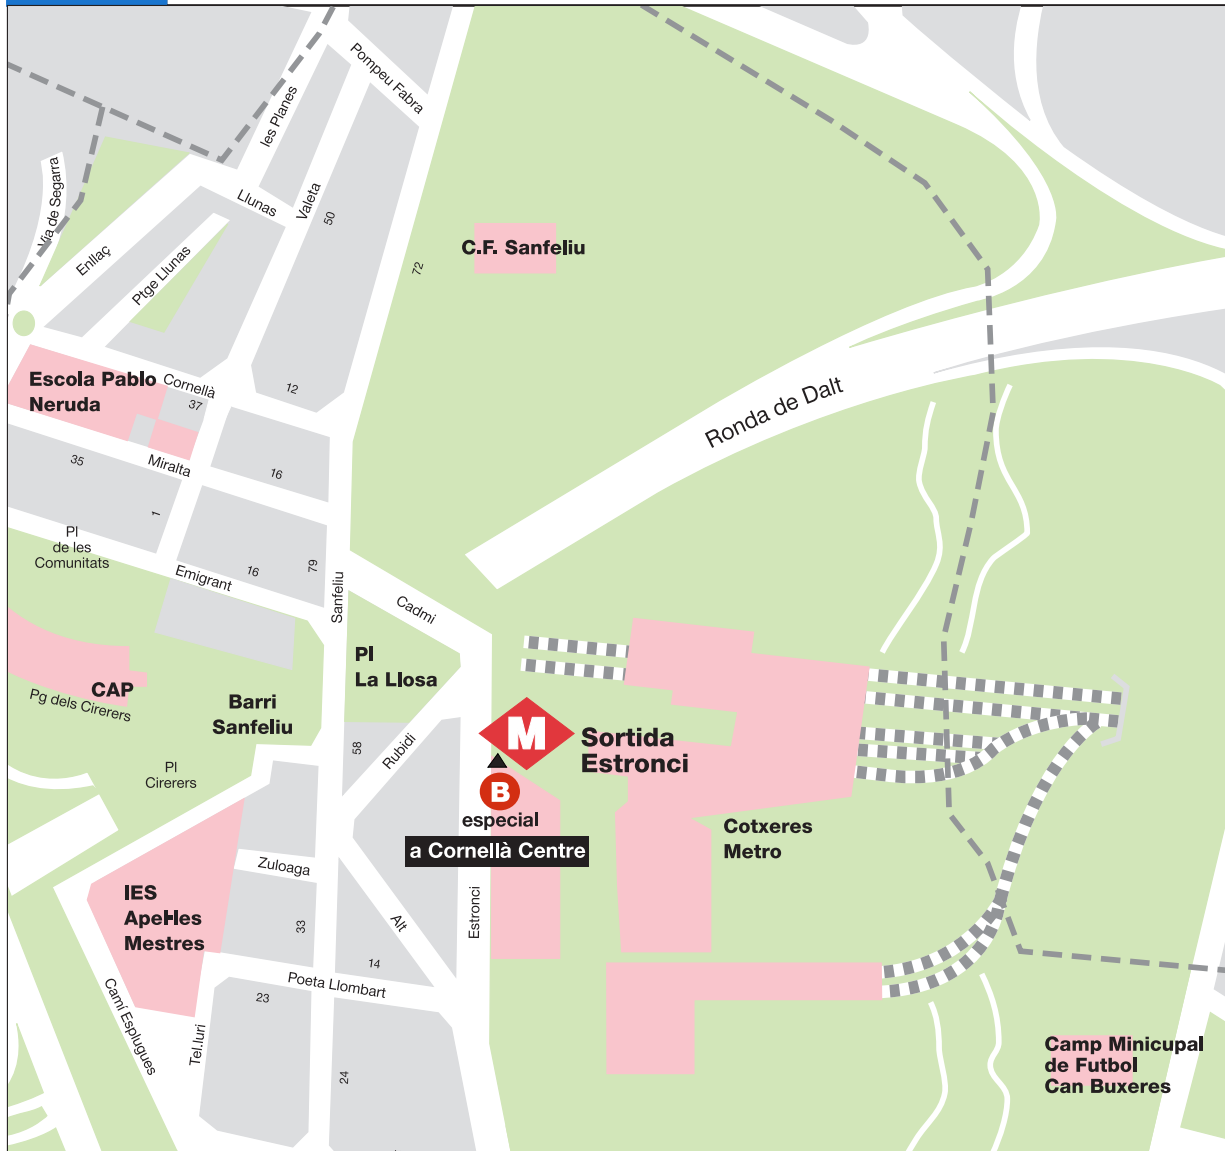 Pompeu Fabra
les Planes
Via de Segarra
Llunas
Valeta
50
Enllaç
Ptge Llunas
72
C.F. Sanfeliu
Escola Pablo
Neruda
Cornellà
37
12
Ronda de Dalt
35
Miralta
16
1
Pl
de les
Comunitats
Emigrant
16
79
Sanfeliu
Cadmi
Pl
La Llosa
CAP
Pg dels Cirerers
Barri
Sanfeliu
58
Rubidi
M
Sortida
Estronci
Pl
Cirerers
B
especial
a Cornellà Centre
Cotxeres
Metro
Zuloaga
IES
Apel·les
Mestres
33
Alt
Estronci
14
Poeta Llombart
23
Camí Esplugues
Tel.luri
24
Camp Minicupal
de Futbol
Can Buxeres